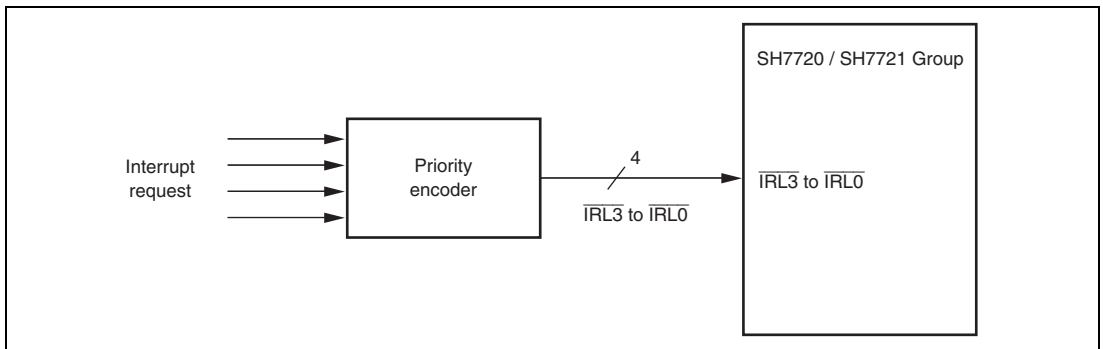 SH7720 / SH7721 Group
Interrupt
request
Priority
encoder
4
IRL3 to IRL0
IRL3 to IRL0